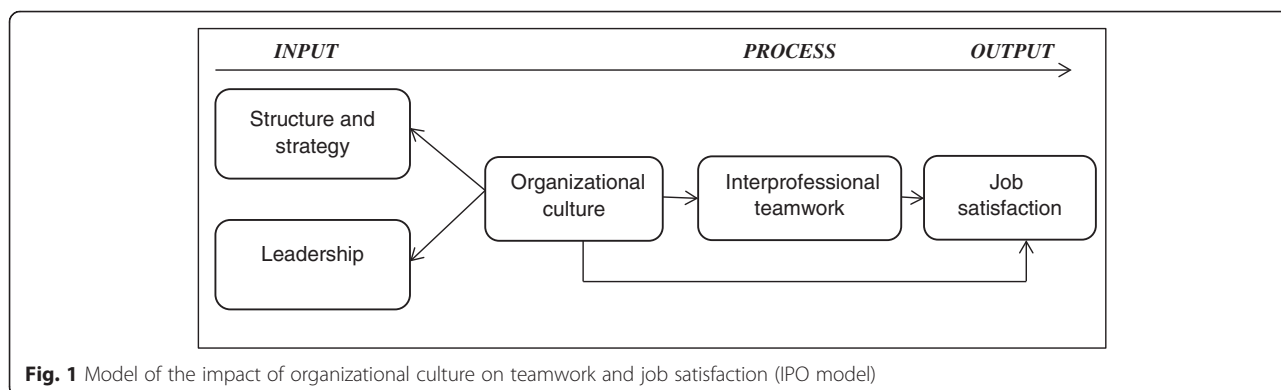 INPUT
PROCESS
OUTPUT
Structure and
strategy
Leadership
Organizational
culture
Interprofessional
teamwork
Job
satisfaction
Fig. 1 Model of the impact of organizational culture on teamwork and job satisfaction (IPO model)